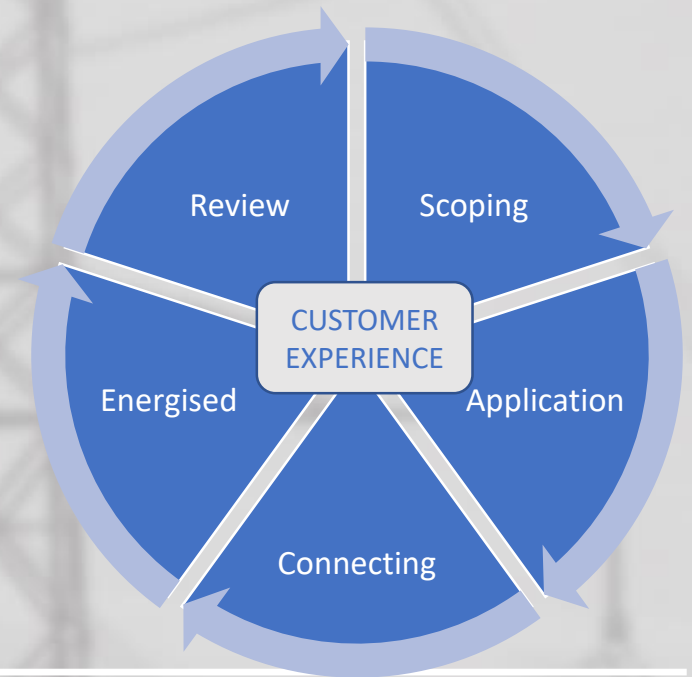 Review
Scoping
CUSTOMER
EXPERIENCE
Energised
Application
Connecting